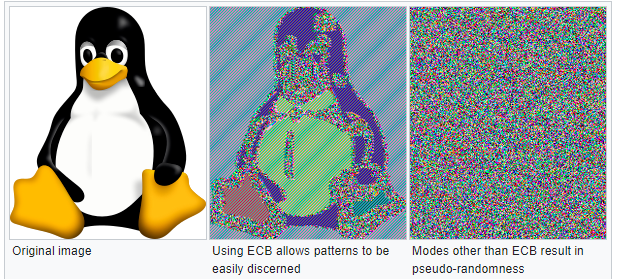 Original image
Using ECB allows patterns to be
easily discerned
Modes other than ECB result in
pseudo-randomness